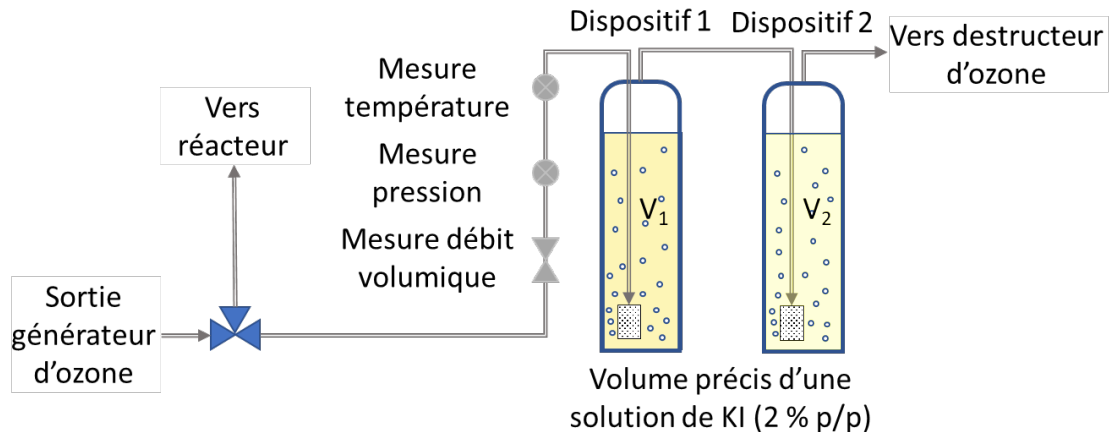 Dispositif 1
Dispositif 2
Vers destructeur
d’ozone
Mesure
température
Vers
réacteur
Mesure
pression
V1
V2
Mesure débit
volumique
Sortie
générateur
d’ozone
Volume précis d’une
solution de KI (2 % p/p)